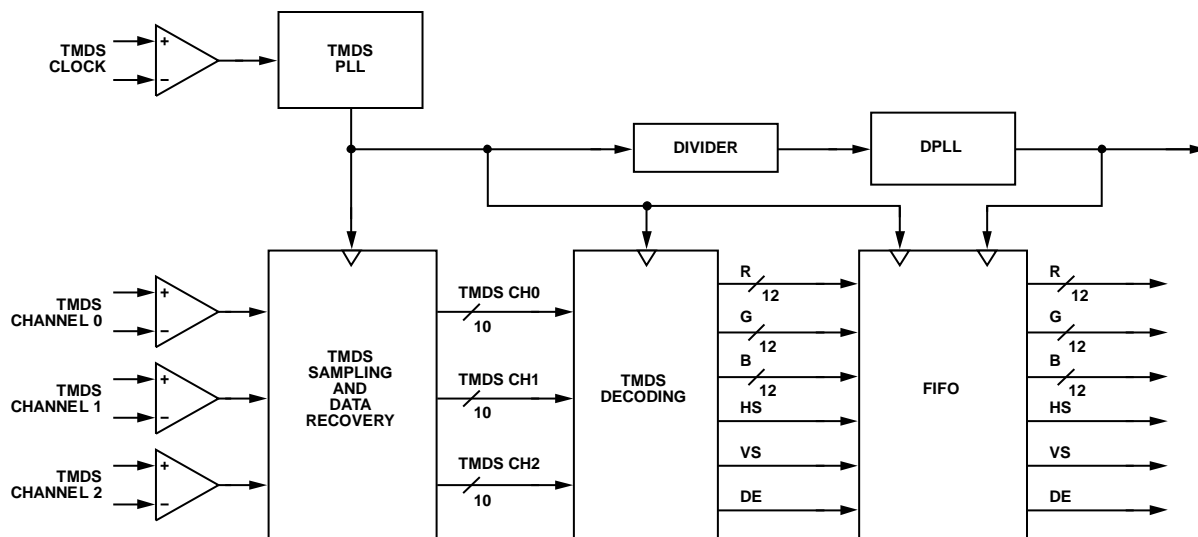 TMDS
CLOCK
+
−
TMDS
PLL
DIVIDER
DPLL
TMDS
CHANNEL 0
+
−
TMDS
CHANNEL 1
+
−
TMDS
CHANNEL 2
+
−
TMDS
SAMPLING
AND
DATA
RECOVERY
TMDS CH0
10
TMDS CH1
10
TMDS CH2
10
TMDS
DECODING
R
12
G
12
B
12
HS
VS
DE
FIFO
R
12
G
12
B
12
HS
VS
DE